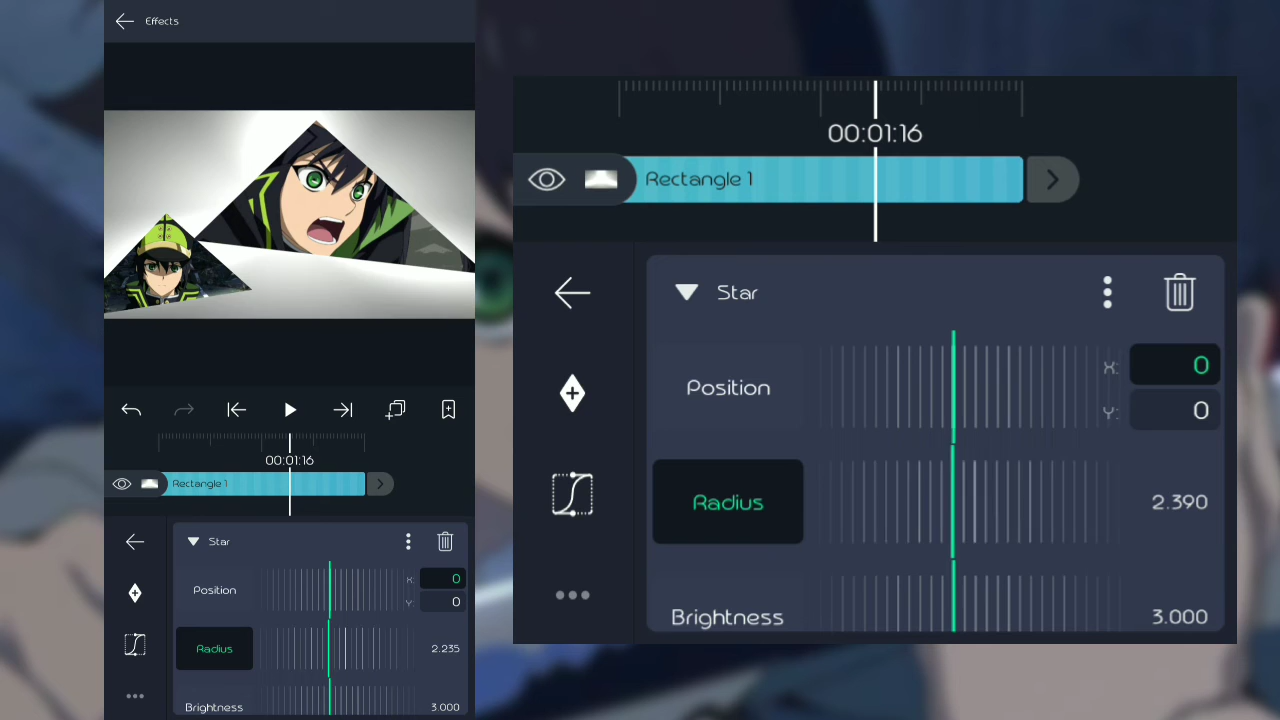 Effects
00:01:16
Rectangle 1
Star
Position
X:
0
Y:
0
Radius
2.235
Brightness
3.000
00:01:16
Rectangle 1
Star
Position
X:
0
Y:
0
Radius
2.390
Brightness
3.000